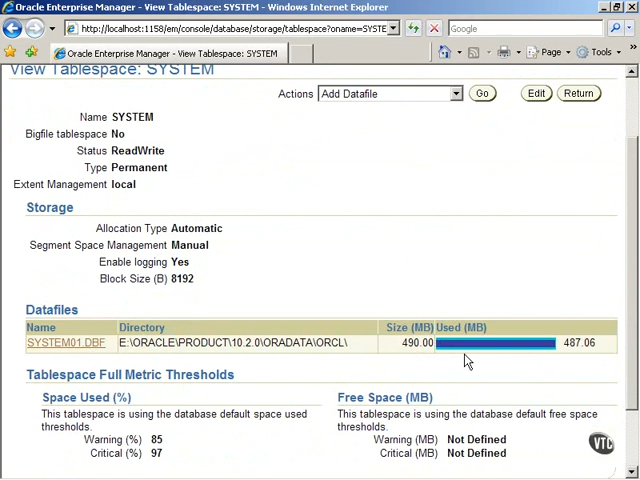 Oracle Enterprise Manager - View Tablespace: SYSTEM - Windows Internet Explorer
http://localhost:1158/em/console/database/storage/tablespace?oname=SYSTE
Google
Oracle Enterprise Manager - View Tablespace: SYSTEM
Page
Tools
View Tablespace: SYSTEM
Actions Add Datafile Go Edit Return
Name SYSTEM
Bigfile tablespace No
Status ReadWrite
Type Permanent
Extent Management local
Storage
Allocation Type Automatic
Segment Space Management Manual
Enable logging Yes
Block Size (B) 8192
Datafiles
Name Directory Size (MB) Used (MB)
SYSTEM01.DBF E:\ORACLE\PRODUCT\10.2.0\ORADATA\ORCL\ 490.00 487.06
Tablespace Full Metric Thresholds
Space Used (%)
This tablespace is using the database default space used
thresholds.
Warning (%) 85
Critical (%) 97
Free Space (MB)
This tablespace is using the database default free space
thresholds.
Warning (MB) Not Defined
Critical (MB) Not Defined
VTC